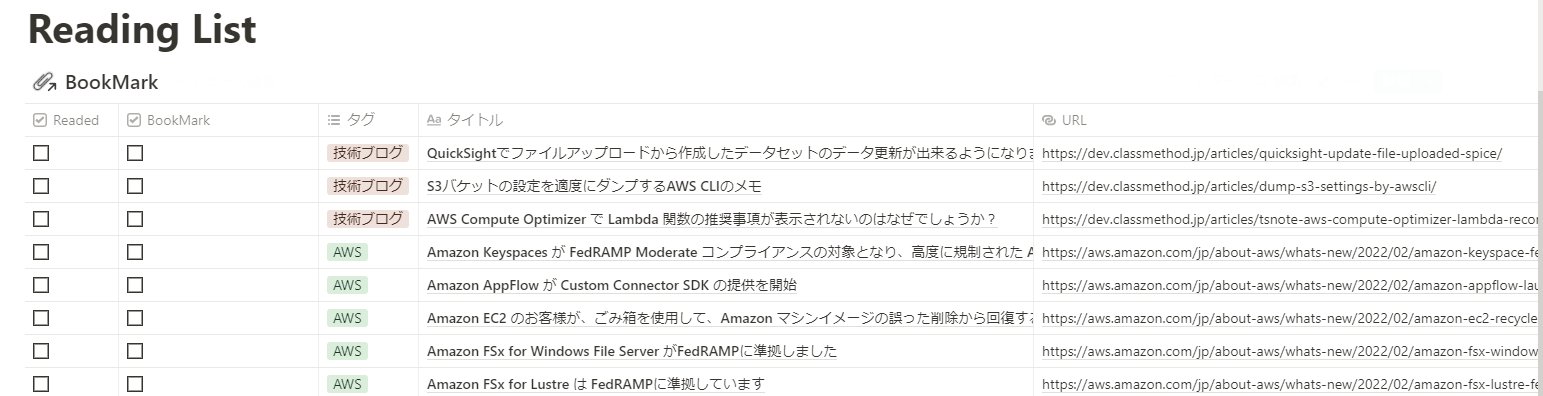 Reading List
BookMark
Readed BookMark タグ Aa タイトル URL
技術ブログ QuickSightでファイルアップロードから作成したデータセットのデータ更新が出来るようになりま https://dev.classmethod.jp/articles/quicksight-update-file-uploaded-spice/
技術ブログ S3バケットの設定を適度にダンプするAWS CLIのメモ https://dev.classmethod.jp/articles/dump-s3-settings-by-awscli/
技術ブログ AWS Compute Optimizer で Lambda 関数の推奨事項が表示されないのはなぜでしょうか？ https://dev.classmethod.jp/articles/tsnote-aws-compute-optimizer-lambda-recor
AWS Amazon Keyspaces が FedRAMP Moderate コンプライアンスの対象となり、高度に規制された A https://aws.amazon.com/jp/about-aws/whats-new/2022/02/amazon-keyspace-fe
AWS Amazon AppFlow が Custom Connector SDK の提供を開始 https://aws.amazon.com/jp/about-aws/whats-new/2022/02/amazon-appflow-lau
AWS Amazon EC2 のお客様が、ごみ箱を使用して、Amazon マシンイメージの誤った削除から回復する https://aws.amazon.com/jp/about-aws/whats-new/2022/02/amazon-ec2-recycle
AWS Amazon FSx for Windows File Server がFedRAMPに準拠しました https://aws.amazon.com/jp/about-aws/whats-new/2022/02/amazon-fsx-window
AWS Amazon FSx for Lustre は FedRAMPに準拠しています https://aws.amazon.com/jp/about-aws/whats-new/2022/02/amazon-fsx-lustre-fe